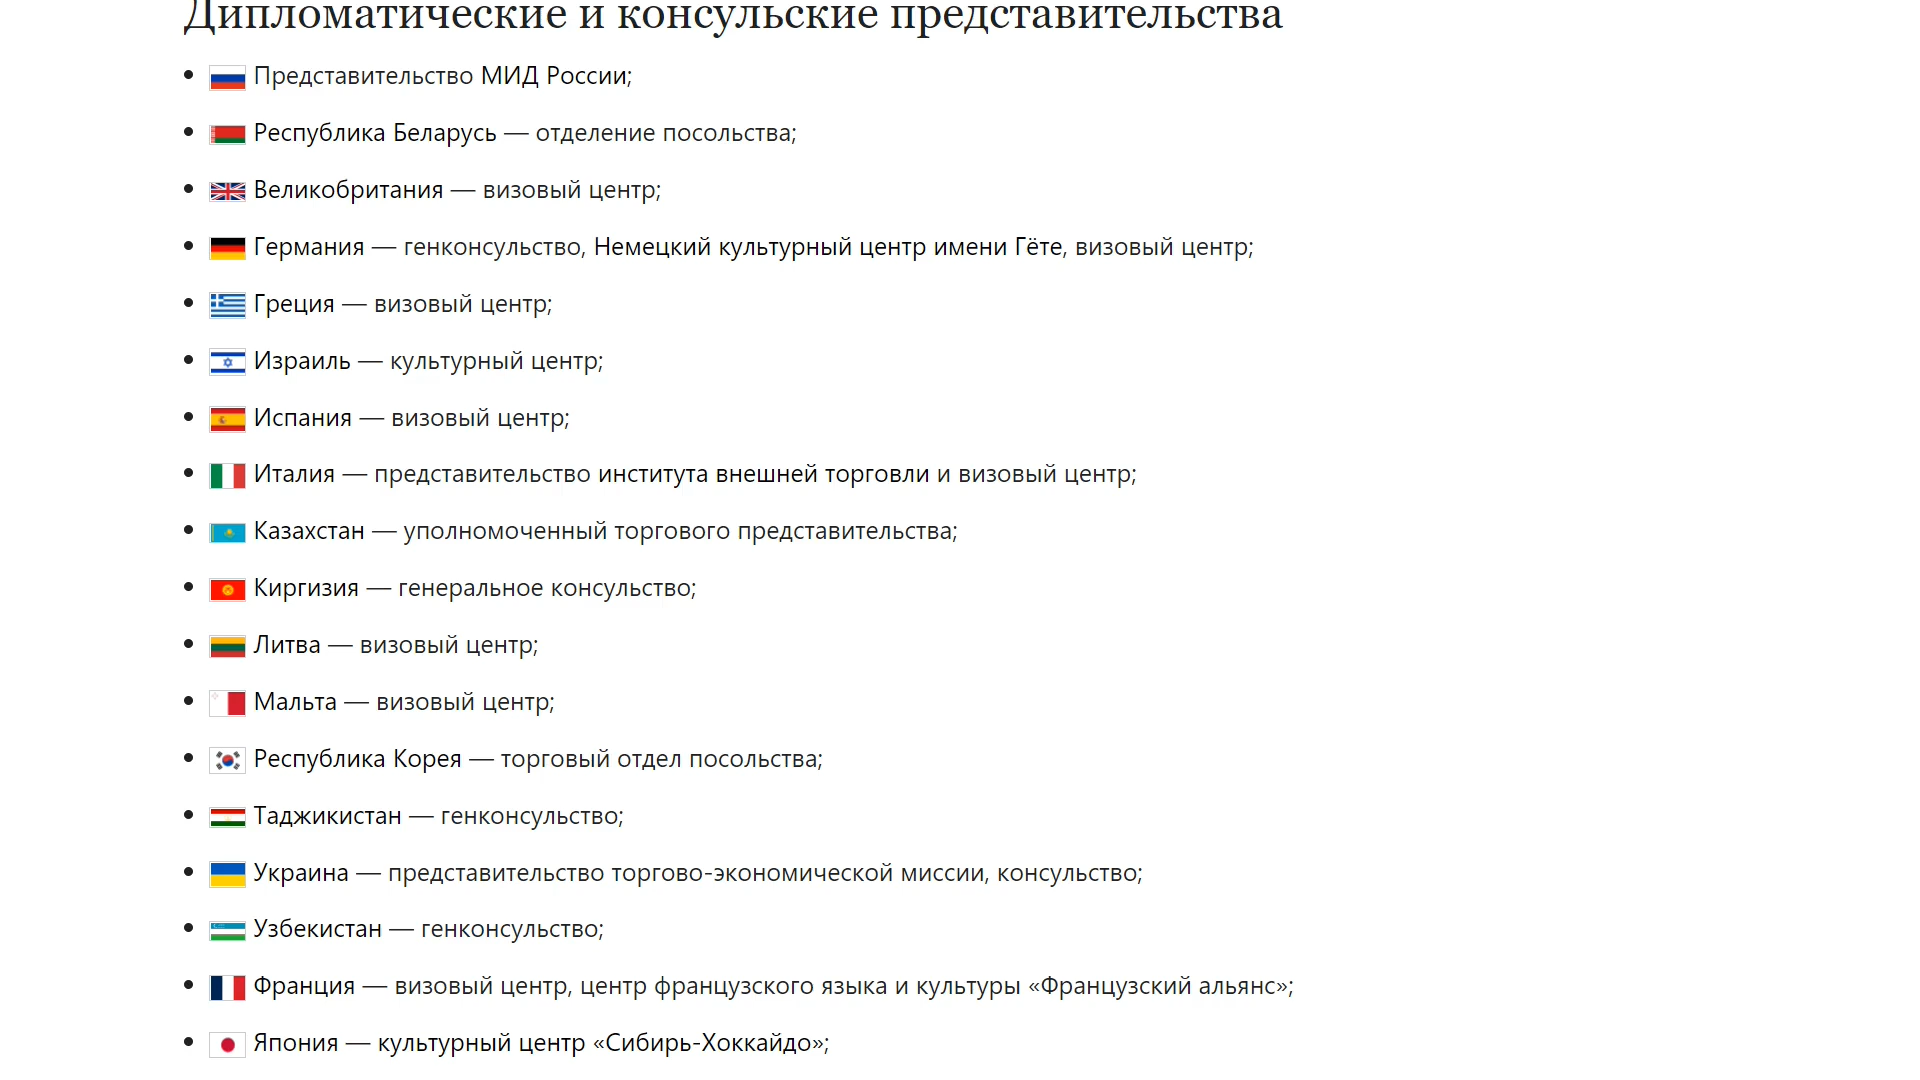 Дипломатические и консульские представительства
Представительство МИД России;
Республика Беларусь — отделение посольства;
Великобритания — визовый центр;
Германия — генконсульство, Немецкий культурный центр имени Гёте, визовый центр;
Греция — визовый центр;
Израиль — культурный центр;
Испания — визовый центр;
Италия — представительство института внешней торговли и визовый центр;
Казахстан — уполномоченный торгового представительства;
Киргизия — генеральное консульство;
Литва — визовый центр;
Мальта — визовый центр;
Республика Корея — торговый отдел посольства;
Таджикистан — генконсульство;
Украина — представительство торгово-экономической миссии, консульство;
Узбекистан — генконсульство;
Франция — визовый центр, центр французского языка и культуры «Французский альянс»;
Япония — культурный центр «Сибирь-Хоккайдо»;